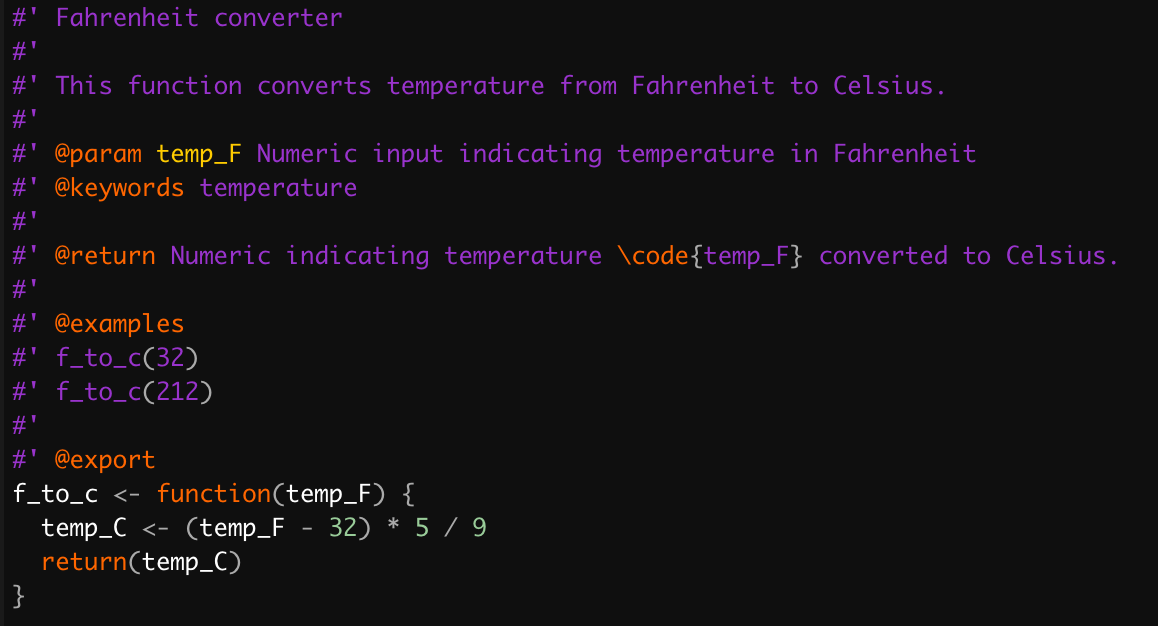 #' Fahrenheit converter
#'
#' This function converts temperature from Fahrenheit to Celsius.
#'
#' @param temp_F Numeric input indicating temperature in Fahrenheit
#' @keywords temperature
#'
#' @return Numeric indicating temperature \code{temp_F} converted to Celsius.
#'
#' @examples
#' f_to_c(32)
#' f_to_c(212)
#'
#' @export
f_to_c <- function(temp_F) {
  temp_C <- (temp_F - 32) * 5 / 9
  return(temp_C)
}